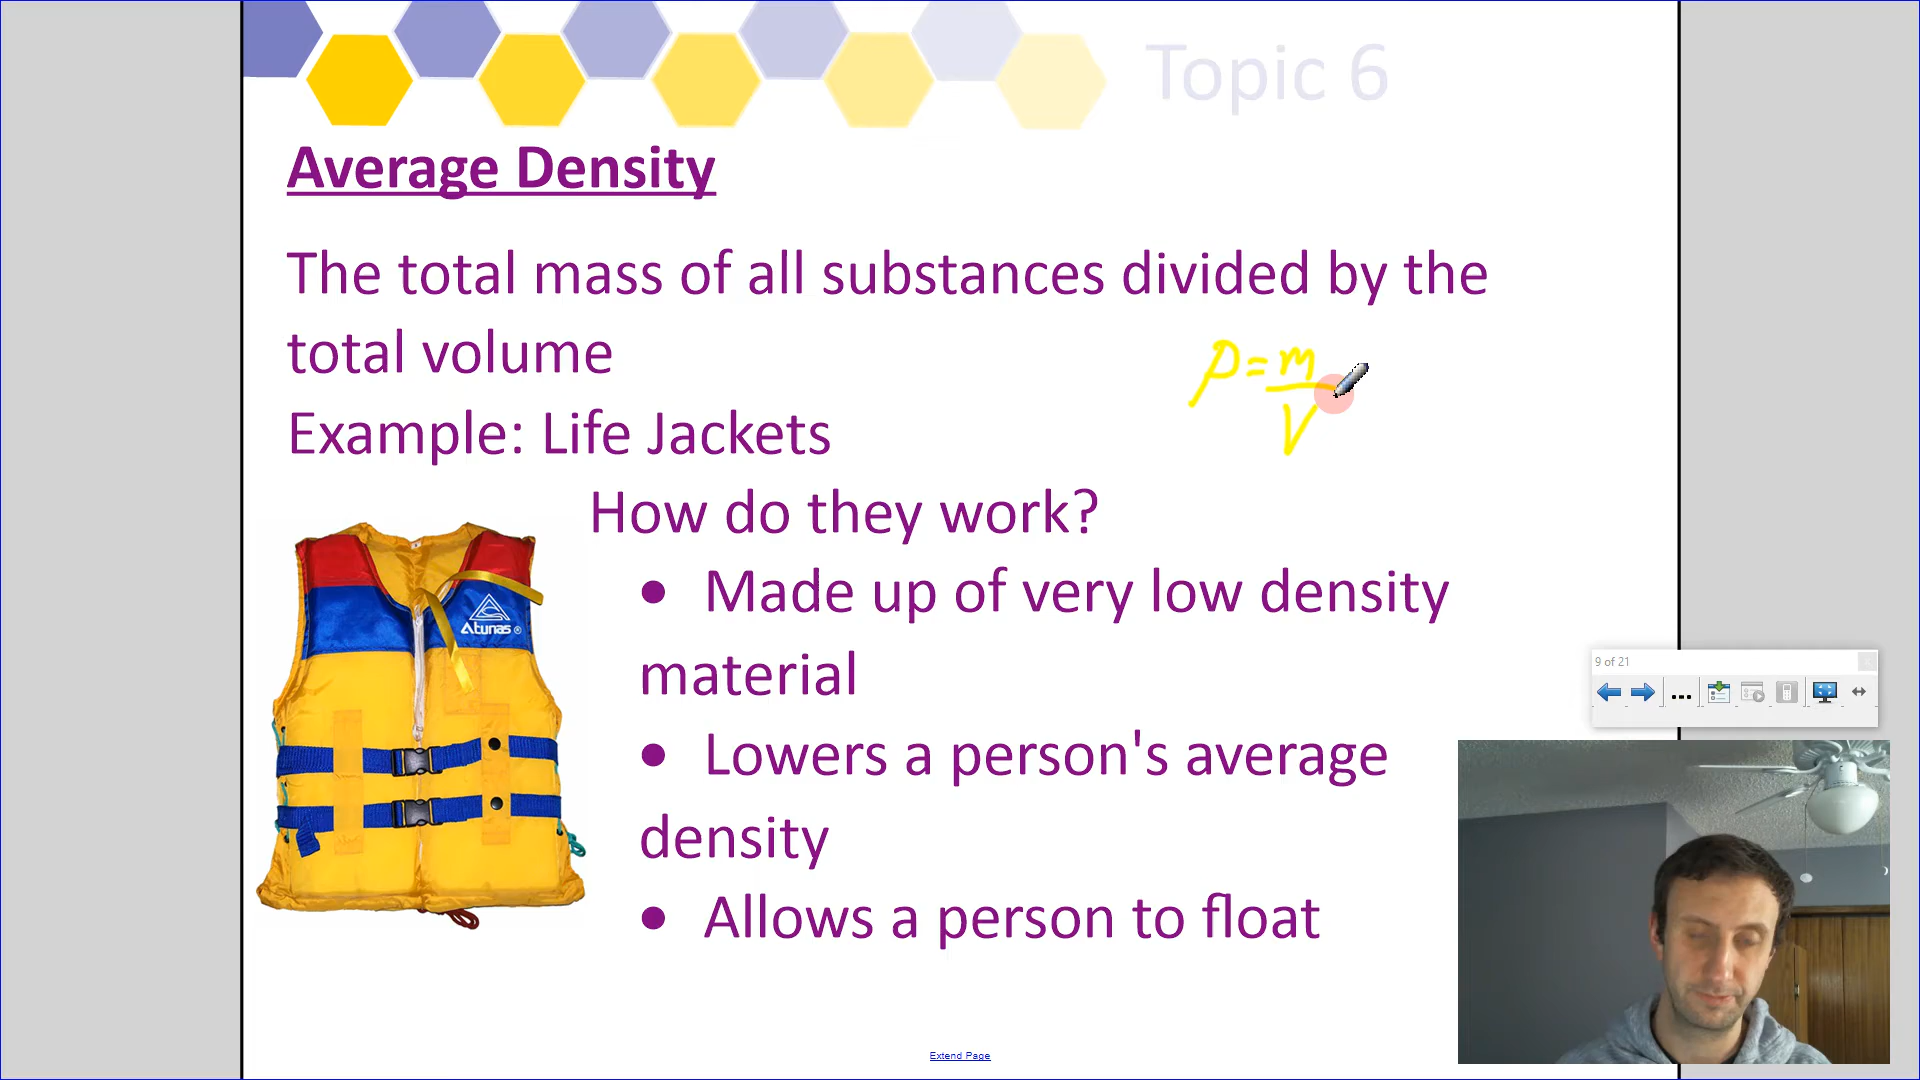 Topic 6
Average Density
The total mass of all substances divided by the
total volume
ρ = m
V
Example: Life Jackets
How do they work?
• Made up of very low density
material
• Lowers a person's average
density
• Allows a person to float
Atunas®
9 of 21
Extend Page